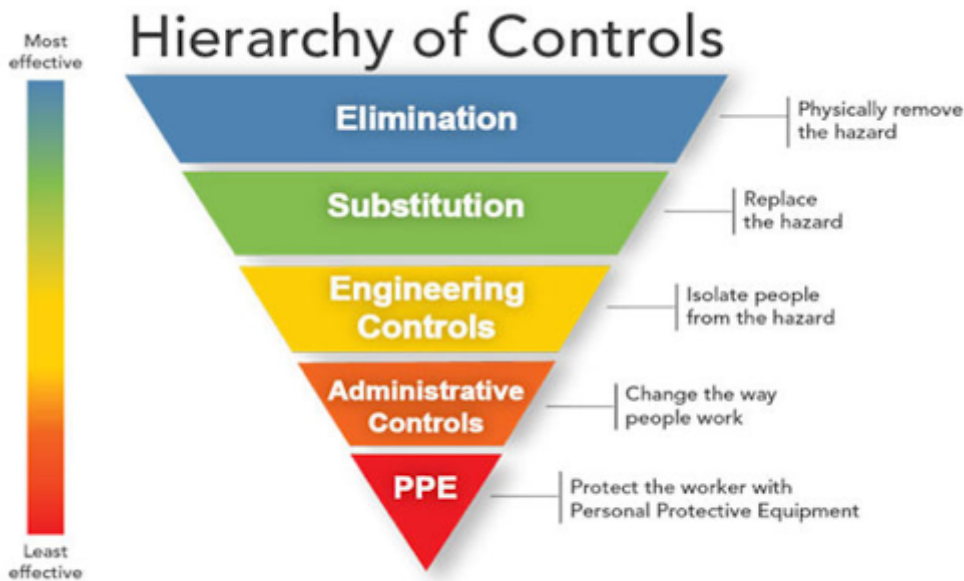 Hierarchy of Controls
Most
effective
Elimination
Physically remove
the hazard
Substitution
Replace
the hazard
Engineering
Controls
Isolate people
from the hazard
Administrative
Controls
Change the way
people work
PPE
Protect the worker with
Personal Protective Equipment
Least
effective